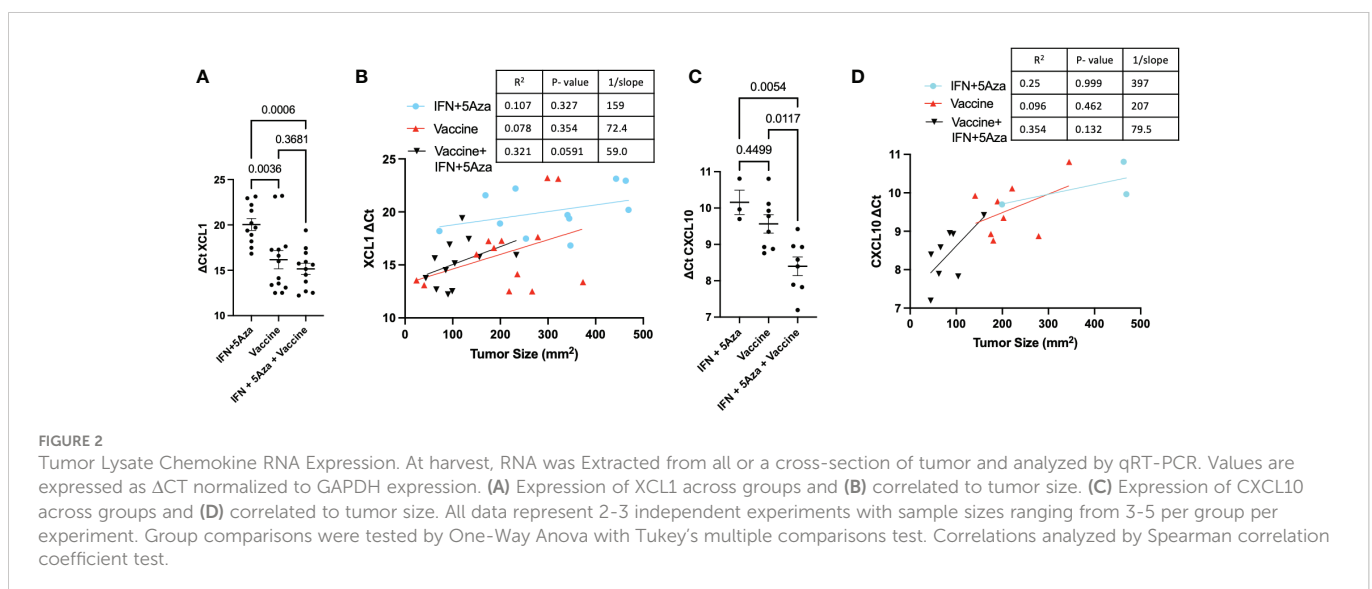 A
0.0006
0.3681
0.0036
ΔCt XCL1
25
20
15
10
IFN+5Aza
Vaccine
IFN + 5Aza + Vaccine
B
R² P- value 1/slope
IFN+5Aza 0.107 0.327 159
Vaccine 0.078 0.354 72.4
Vaccine+
IFN+5Aza 0.321 0.0591 59.0
XCL1 ΔCt
25
20
15
10
0 100 200 300 400 500
Tumor Size (mm²)
C
0.0054
0.0117
0.4499
ΔCt CXCL10
11
10
9
8
7
IFN + 5Aza
Vaccine
IFN + 5Aza + Vaccine
D
R² P- value 1/slope
IFN+5Aza 0.25 0.999 397
Vaccine 0.096 0.462 207
Vaccine+
IFN+5Aza 0.354 0.132 79.5
CXCL10 ΔCt
11
10
9
8
7
0 100 200 300 400 500
Tumor Size (mm²)
FIGURE 2
Tumor Lysate Chemokine RNA Expression. At harvest, RNA was Extracted from all or a cross-section of tumor and analyzed by qRT-PCR. Values are
expressed as ΔCT normalized to GAPDH expression. (A) Expression of XCL1 across groups and (B) correlated to tumor size. (C) Expression of CXCL10
across groups and (D) correlated to tumor size. All data represent 2-3 independent experiments with sample sizes ranging from 3-5 per group per
experiment. Group comparisons were tested by One-Way Anova with Tukey's multiple comparisons test. Correlations analyzed by Spearman correlation
coefficient test.